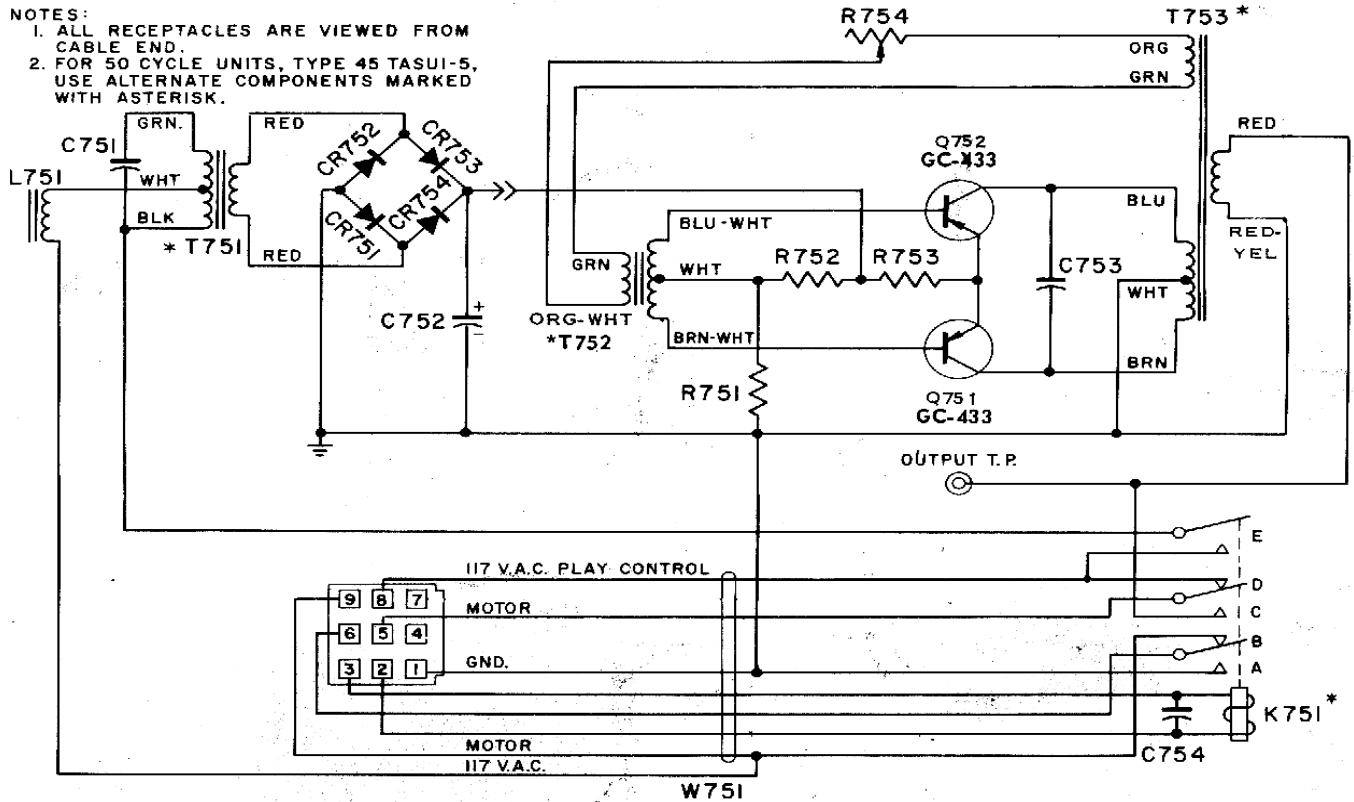 NOTES:
1. ALL RECEPTACLES ARE VIEWED FROM
CABLE END.
2. FOR 50 CYCLE UNITS, TYPE 45 TASUI-5,
USE ALTERNATE COMPONENTS MARKED
WITH ASTERISK.
R754
T753*
ORG
GRN
GRN.
RED
C751
CR752
CR753
Q752
GC-433
RED
L751
WHT
CR754
BLU-WHT
BLU
BLK
CR751
*T751
RED
GRN
WHT
R752
R753
C753
RED-
YEL
WHT
C752
+
−
ORG-WHT
*T752
BRN-WHT
BRN
R751
Q751
GC-433
OUTPUT T.P.
E
117 V.A.C. PLAY CONTROL
D
9 8 7
MOTOR
C
6 5 4
B
3 2 1
GND.
A
K751*
MOTOR
C754
117 V.A.C.
W751